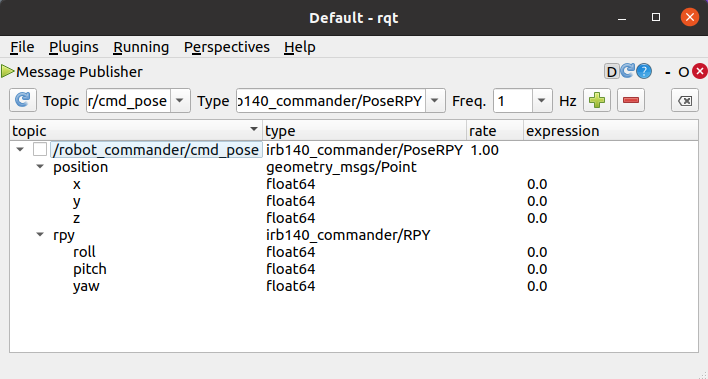 Default - rqt
File Plugins Running Perspectives Help
Message Publisher D ? - O
Topic r/cmd_pose Type o140_commander/PoseRPY Freq. 1 Hz
topic type rate expression
/robot_commander/cmd_pose irb140_commander/PoseRPY 1.00
position geometry_msgs/Point
x float64 0.0
y float64 0.0
z float64 0.0
rpy irb140_commander/RPY
roll float64 0.0
pitch float64 0.0
yaw float64 0.0